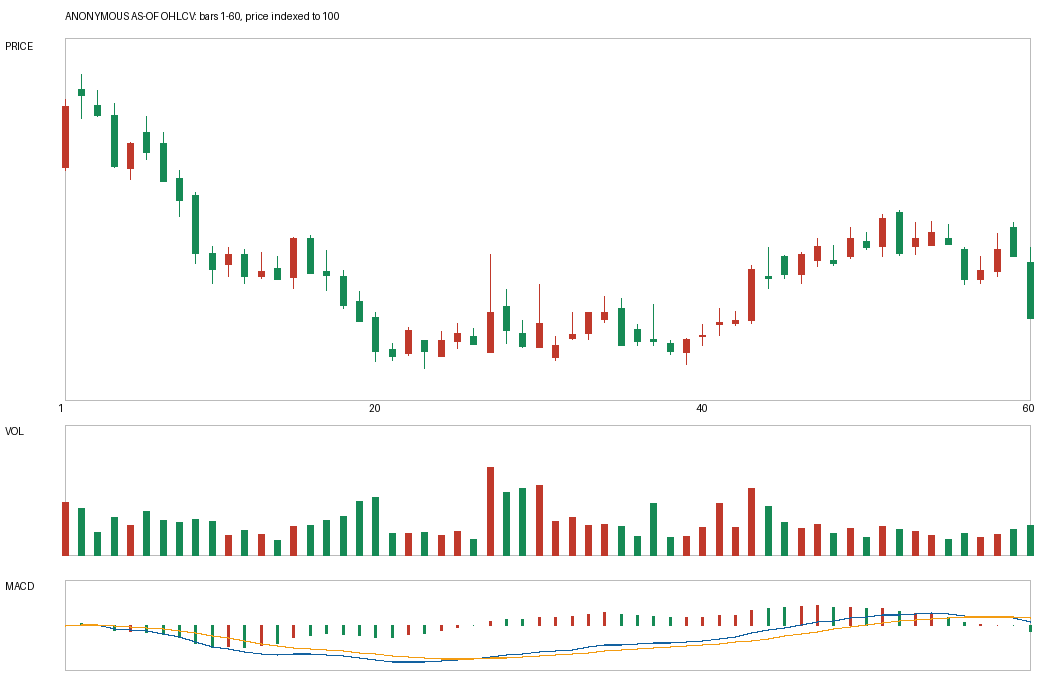 ANONYMOUS AS-OF OHLCV: bars 1-60, price indexed to 100
PRICE
1 20 40 60
VOL
MACD